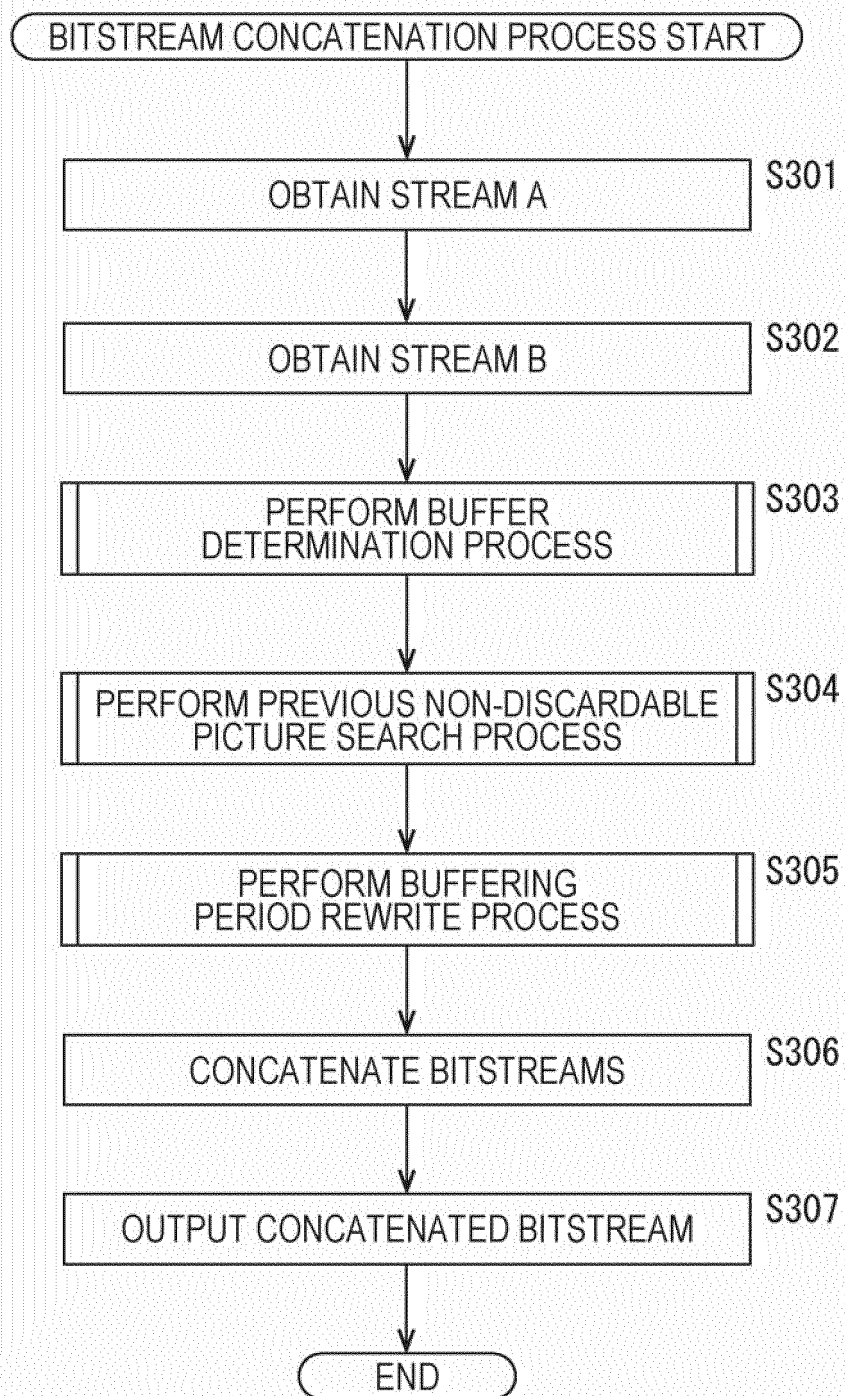 BITSTREAM CONCATENATION PROCESS START
OBTAIN STREAM A
S301
OBTAIN STREAM B
S302
PERFORM BUFFER
DETERMINATION PROCESS
S303
PERFORM PREVIOUS NON-DISCARDABLE
PICTURE SEARCH PROCESS
S304
PERFORM BUFFERING
PERIOD REWRITE PROCESS
S305
CONCATENATE BITSTREAMS
S306
OUTPUT CONCATENATED BITSTREAM
S307
END